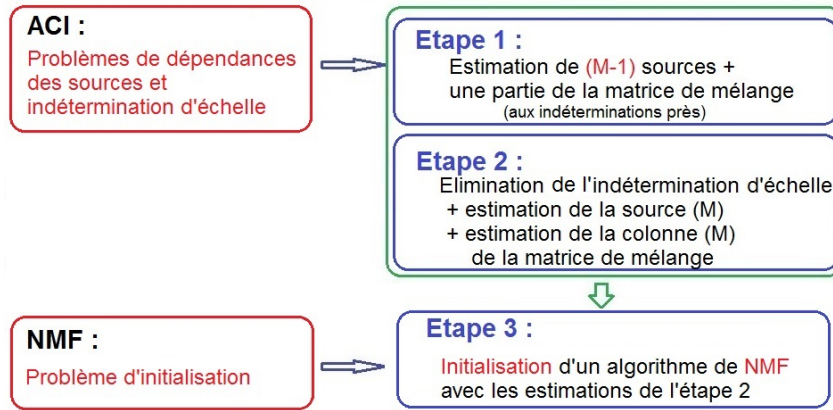 ACI :
Problèmes de dépendances
des sources et
indétermination d'échelle
Etape 1 :
Estimation de (M-1) sources +
une partie de la matrice de mélange
(aux indéterminations près)
Etape 2 :
Elimination de l'indétermination d'échelle
+ estimation de la source (M)
+ estimation de la colonne (M)
de la matrice de mélange
NMF :
Problème d'initialisation
Etape 3 :
Initialisation d'un algorithme de NMF
avec les estimations de l'étape 2